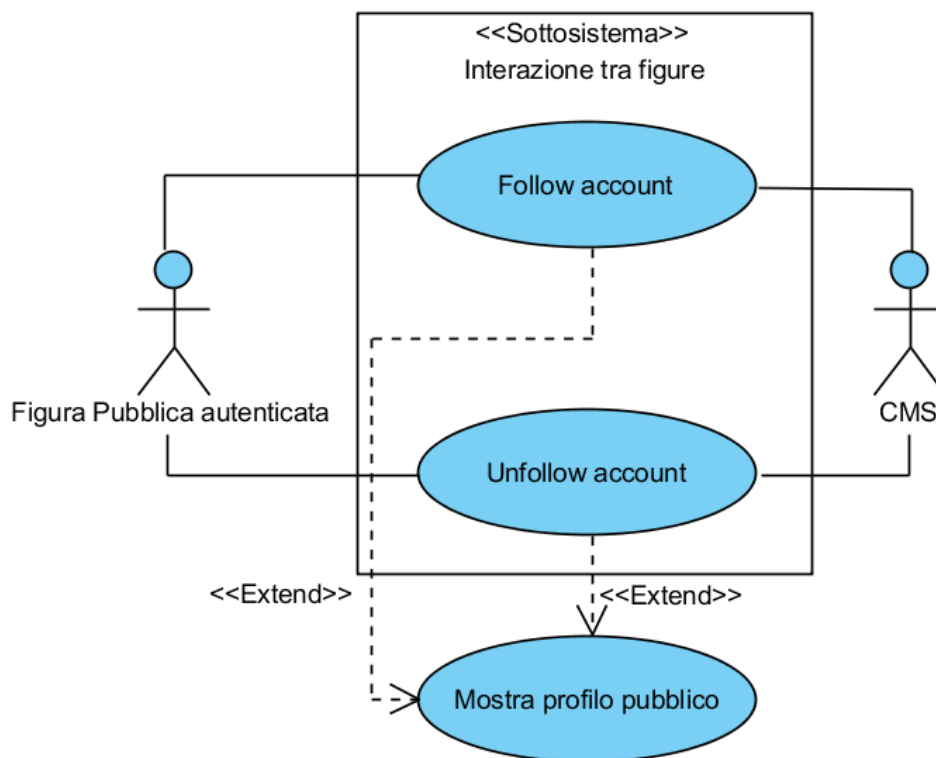 <<Sottosistema>>
Interazione tra figure
Follow account
Figura Pubblica autenticata
CMS
Unfollow account
<<Extend>>
<<Extend>>
Mostra profilo pubblico